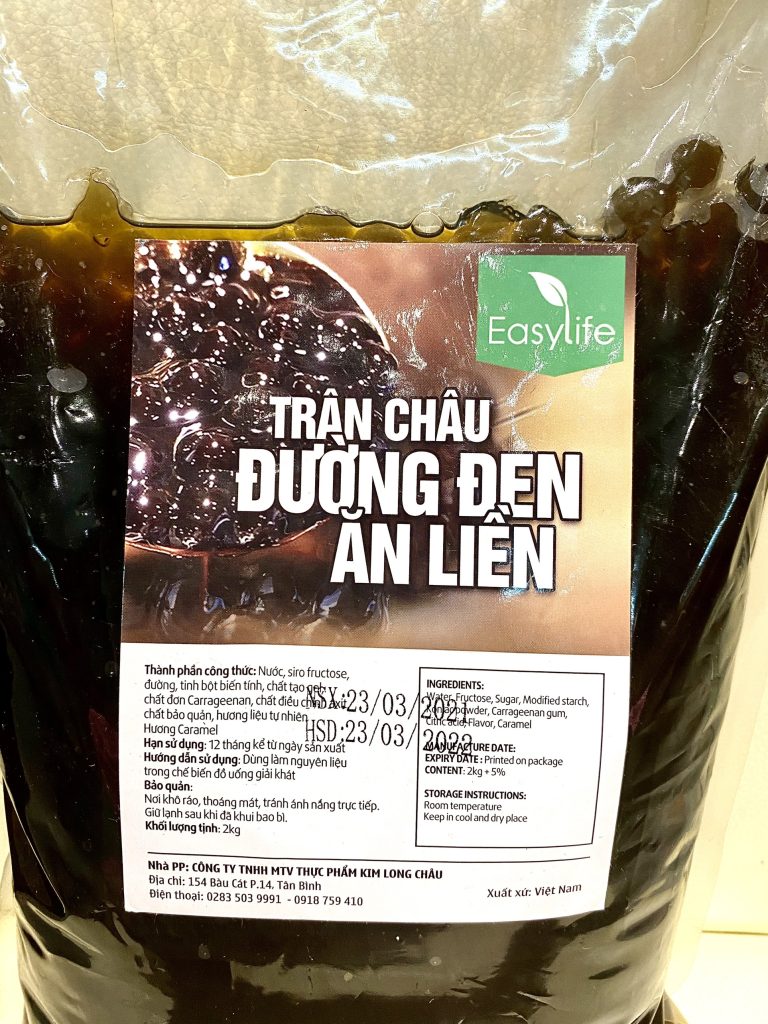 Easylife
TRÂN CHÂU
ĐƯỜNG ĐEN
ĂN LIỀN
Thành phần công thức: Nước, siro fructose,
đường, tinh bột biến tính, chất tạo gel:
chất đơn Carrageenan, chất điều chỉnh axit,
chất bảo quản, hương liệu tự nhiên,
Hương Caramel
Hạn sử dụng: 12 tháng kể từ ngày sản xuất
Hướng dẫn sử dụng: Dùng làm nguyên liệu
trong chế biến đồ uống giải khát
Bảo quản:
Nơi khô ráo, thoáng mát, tránh ánh nắng trực tiếp.
Giữ lạnh sau khi đã khui bao bì.
Khối lượng tịnh: 2kg
NSX:23/03/2021
HSD:23/03/2022
INGREDIENTS:
Water, Fructose, Sugar, Modified starch,
Konjac powder, Carrageenan gum,
Citric acid, Flavor, Caramel
MANUFACTURE DATE:
EXPIRY DATE : Printed on package
CONTENT: 2kg + 5%
STORAGE INSTRUCTIONS:
Room temperature
Keep in cool and dry place
Nhà PP: CÔNG TY TNHH MTV THỰC PHẨM KIM LONG CHÂU
Địa chỉ: 154 Bàu Cát P.14, Tân Bình
Điện thoại: 0283 503 9991 - 0918 759 410
Xuất xứ: Việt Nam